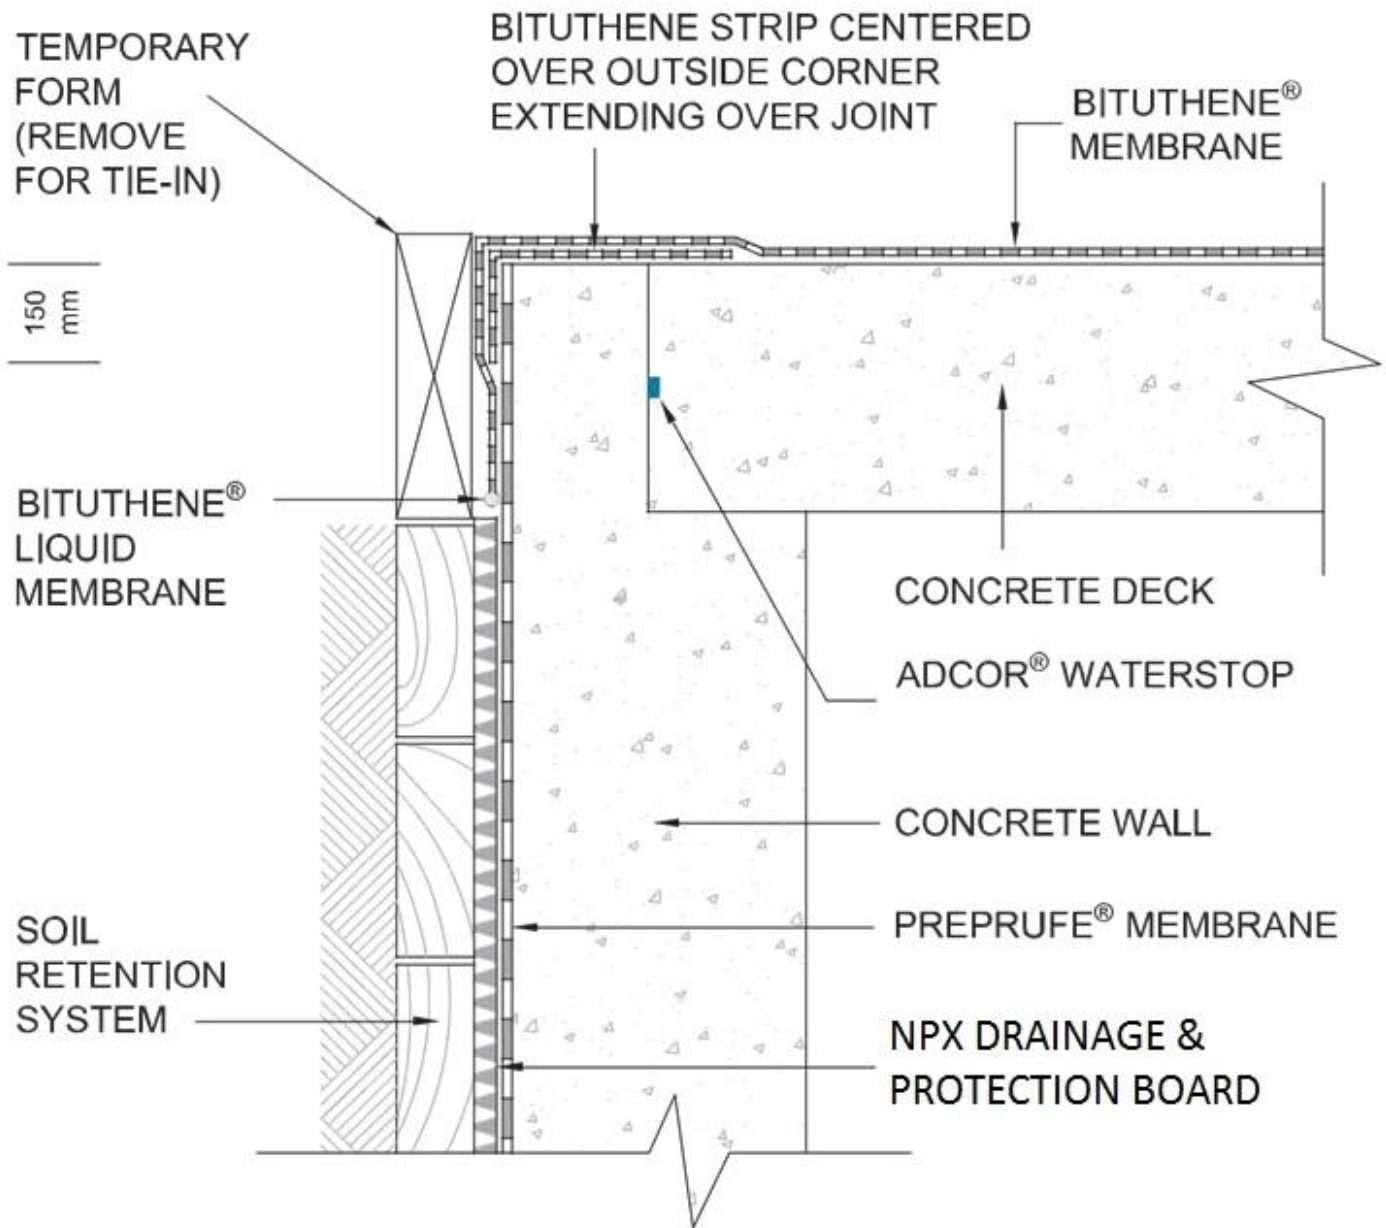 TEMPORARY
FORM
(REMOVE
FOR TIE-IN)
BITUTHENE STRIP CENTERED
OVER OUTSIDE CORNER
EXTENDING OVER JOINT
BITUTHENE®
MEMBRANE
150
mm
BITUTHENE®
LIQUID
MEMBRANE
CONCRETE DECK
ADCOR® WATERSTOP
CONCRETE WALL
PREPRUFE® MEMBRANE
SOIL
RETENTION
SYSTEM
NPX DRAINAGE &
PROTECTION BOARD